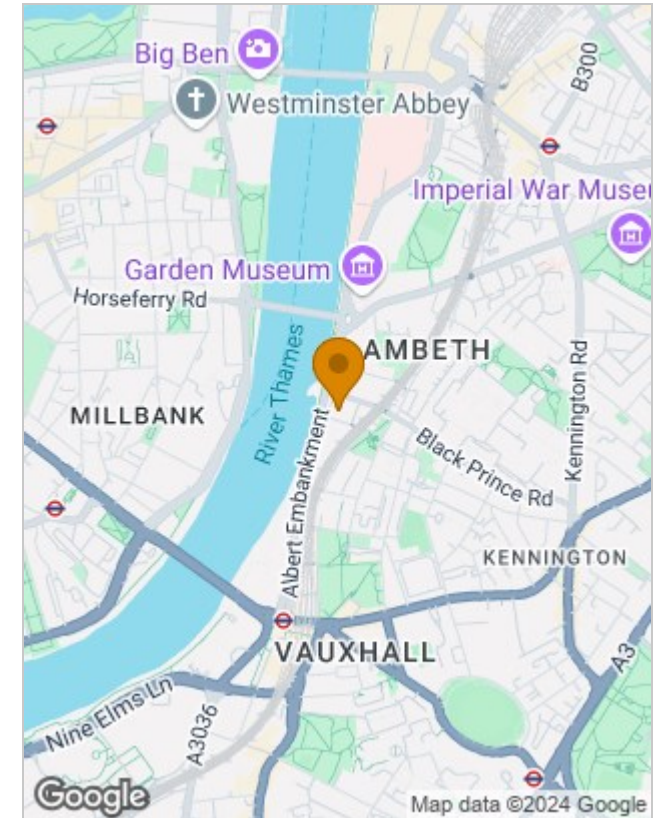 Big Ben
B300
Westminster Abbey
Imperial War Museu
Garden Museum
Horseferry Rd
AMBETH
River Thames
MILLBANK
Albert Embankment
Black Prince Rd
Kennington Rd
KENNINGTON
VAUXHALL
A3
Nine Elms Ln
A3036
Google
Map data ©2024 Google